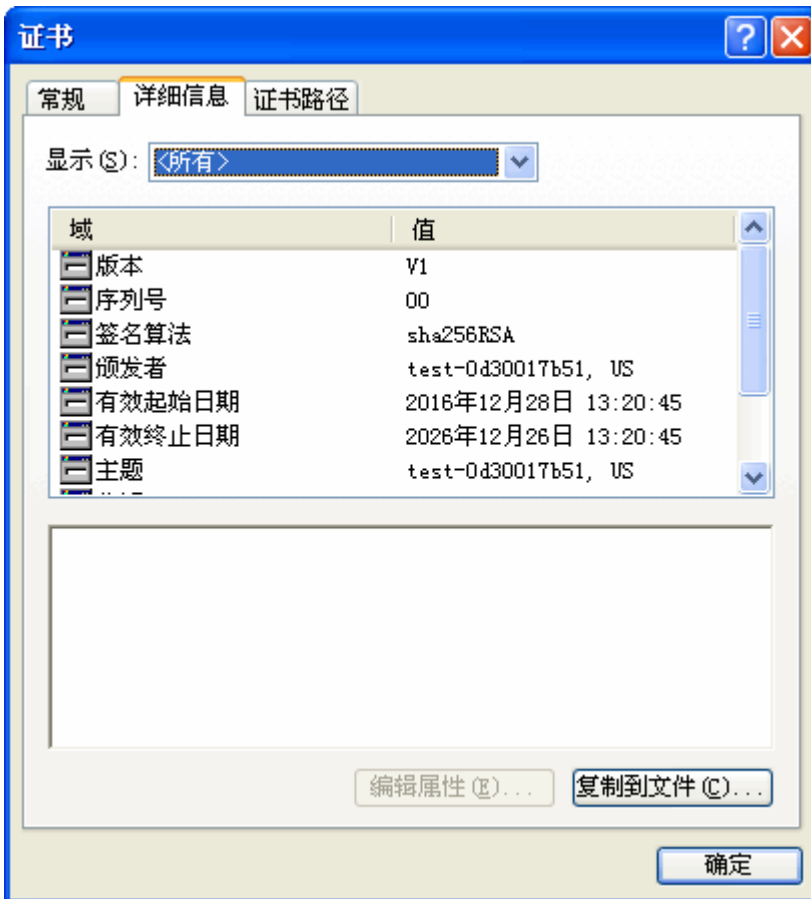 证书
常规 详细信息 证书路径
显示(S): <所有>
域 值
版本 V1
序列号 00
签名算法 sha256RSA
颁发者 test-0d30017b51, US
有效起始日期 2016年12月28日 13:20:45
有效终止日期 2026年12月26日 13:20:45
主题 test-0d30017b51, US
编辑属性(E)... 复制到文件(C)...
确定